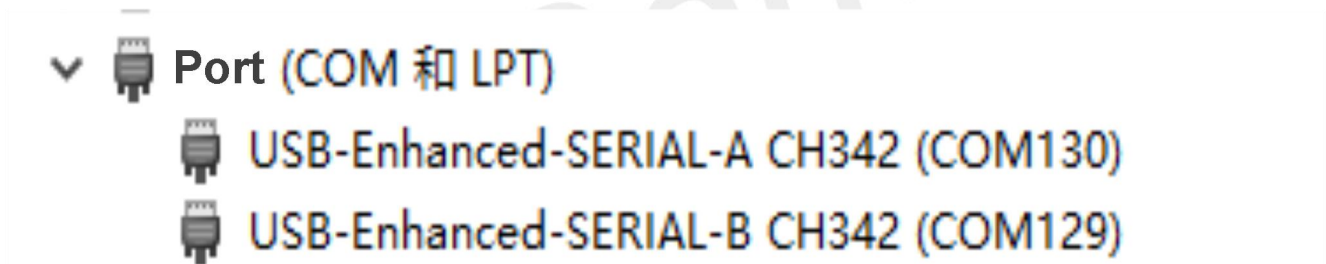 Port (COM 和 LPT)
USB-Enhanced-SERIAL-A CH342 (COM130)
USB-Enhanced-SERIAL-B CH342 (COM129)